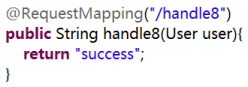 @RequestMapping("/handle8")
public String handle8(User user){
    return "success";
}